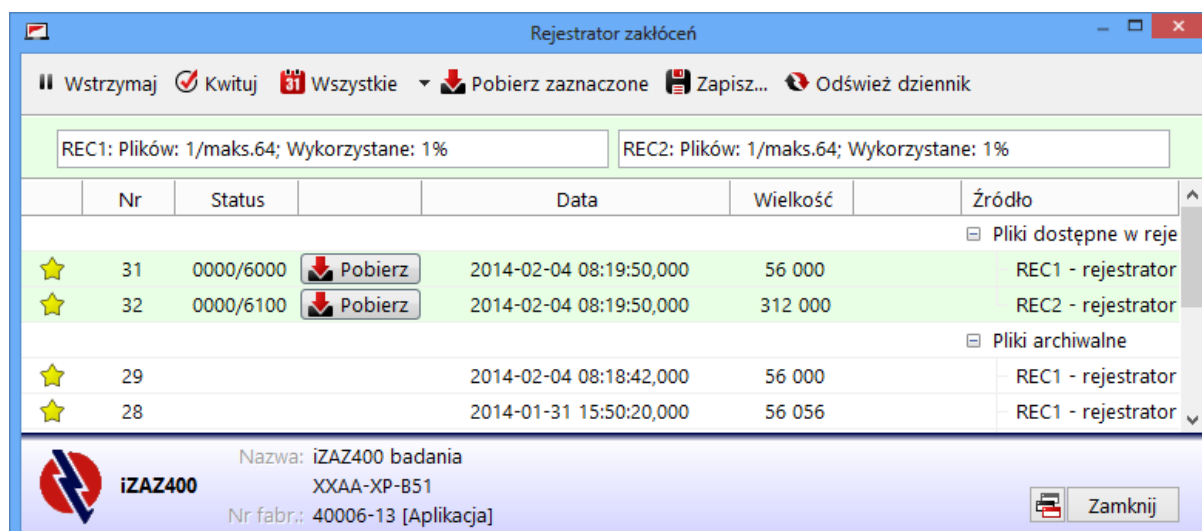 Rejestrator zakłóceń
Wstrzymaj Kwituj 31 Wszystkie Pobierz zaznaczone Zapisz... Odśwież dziennik
REC1: Plików: 1/maks.64; Wykorzystane: 1% REC2: Plików: 1/maks.64; Wykorzystane: 1%
Nr Status Data Wielkość Źródło
Pliki dostępne w reje
31 0000/6000 Pobierz 2014-02-04 08:19:50,000 56 000 REC1 - rejestrator
32 0000/6100 Pobierz 2014-02-04 08:19:50,000 312 000 REC2 - rejestrator
Pliki archiwalne
29 2014-02-04 08:18:42,000 56 000 REC1 - rejestrator
28 2014-01-31 15:50:20,000 56 056 REC1 - rejestrator
Nazwa: iZAZ400 badania
iZAZ400 XXAA-XP-B51
Nr fabr.: 40006-13 [Aplikacja] Zamknij